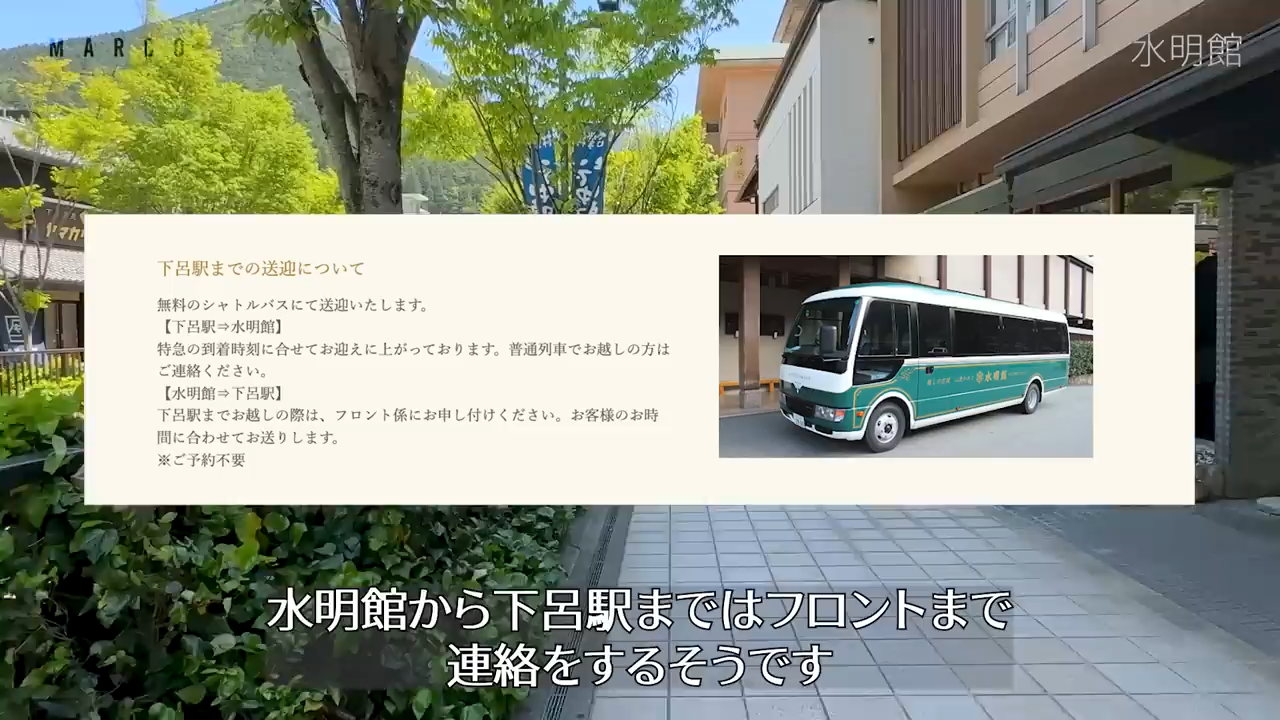 MARCO
水明館
ヤマカ
下呂駅までの送迎について
無料のシャトルバスにて送迎いたします。
【下呂駅⇒水明館】
特急の到着時刻に合せてお迎えに上がっております。普通列車でお越しの方は
ご連絡ください。
【水明館⇒下呂駅】
下呂駅までお越しの際は、フロント係にお申し付けください。お客様のお時
間に合わせてお送りします。
※ご予約不要
水明館
水明館から下呂駅まではフロントまで
連絡をするそうです